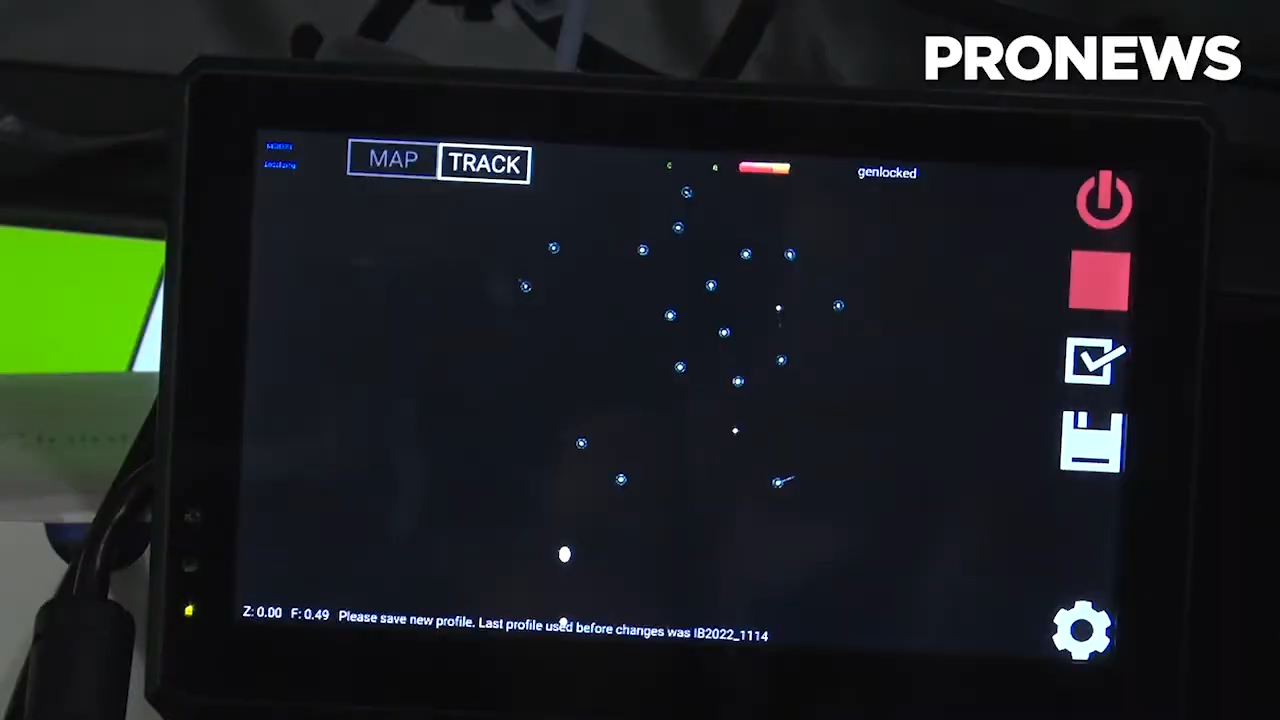 PRONEWS
MAP TRACK
genlocked
Z: 0.00 F: 0.49 Please save new profile. Last profile used before changes was IB2022_1114